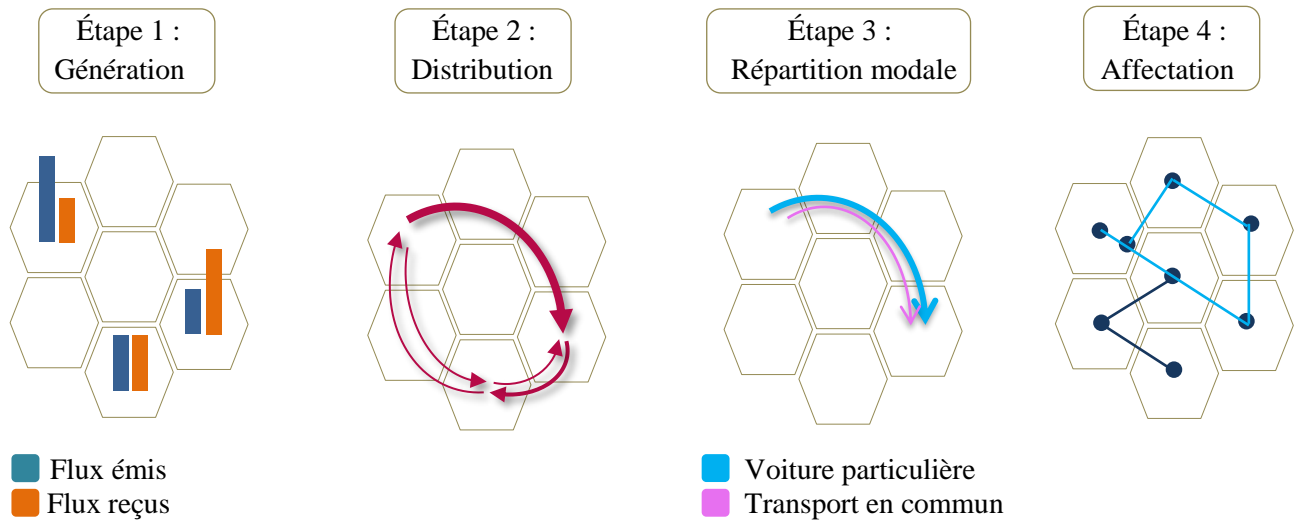 Étape 1 :
Génération
Étape 2 :
Distribution
Étape 3 :
Répartition modale
Étape 4 :
Affectation
Flux émis
Flux reçus
Voiture particulière
Transport en commun